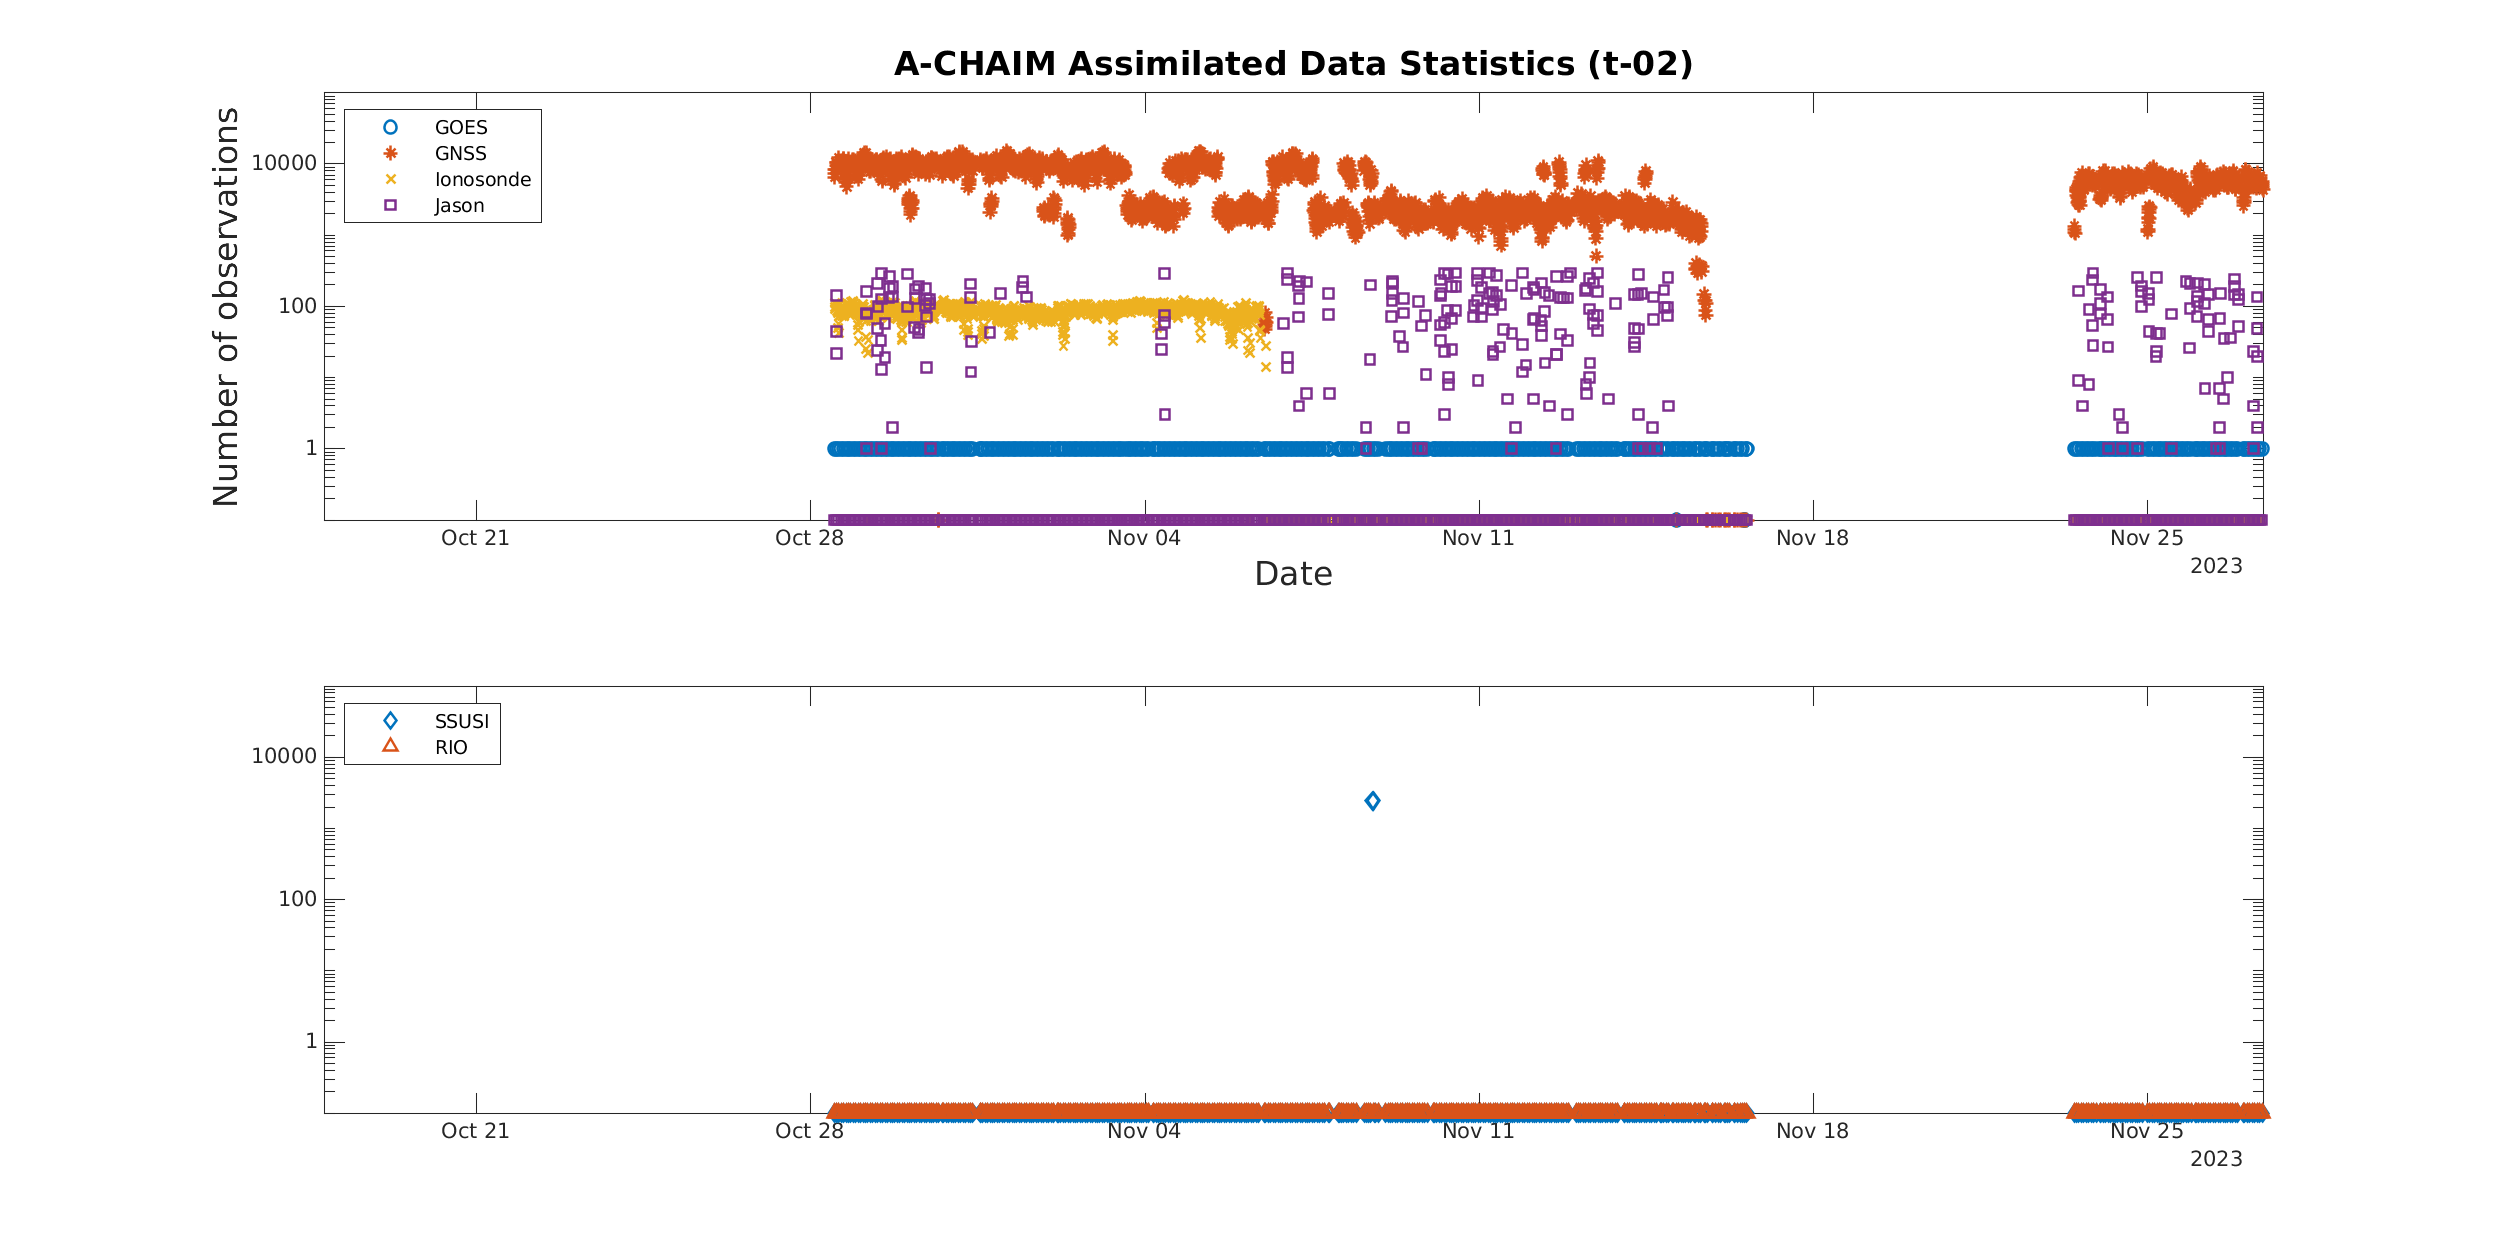 A-CHAIM Assimilated Data Statistics (t-02)
GOES
GNSS
Ionosonde
Jason
10000
100
1
Number of observations
Oct 21
Oct 28
Nov 04
Nov 11
Nov 18
Nov 25
2023
Date
SSUSI
RIO
10000
100
1
Oct 21
Oct 28
Nov 04
Nov 11
Nov 18
Nov 25
2023